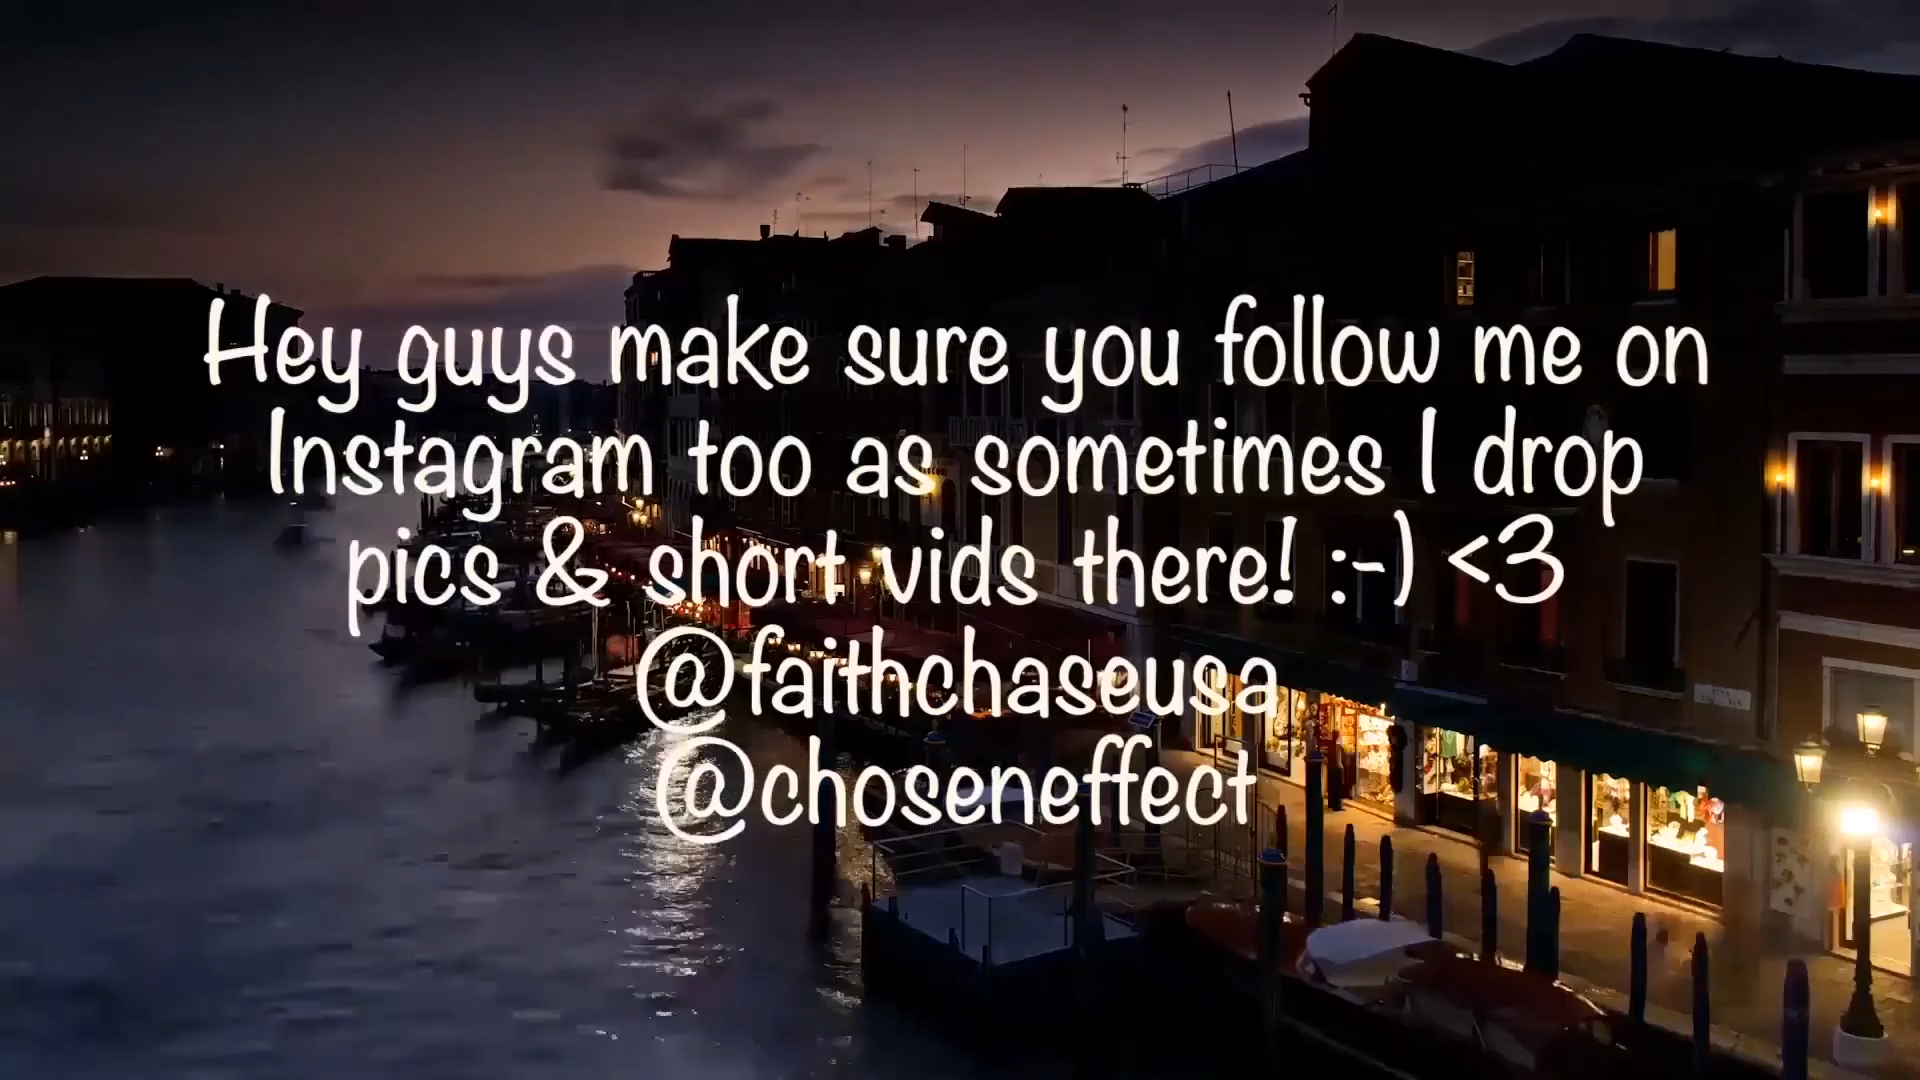 Hey guys make sure you follow me on
Instagram too as sometimes I drop
pics & short vids there! :-) <3
@faithchaseusa
@choseneffect